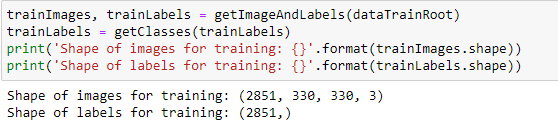 trainImages, trainLabels = getImageAndLabels(dataTrainRoot)
trainLabels = getClasses(trainLabels)
print('Shape of images for training: {}'.format(trainImages.shape))
print('Shape of labels for training: {}'.format(trainLabels.shape))
Shape of images for training: (2851, 330, 330, 3)
Shape of labels for training: (2851,)